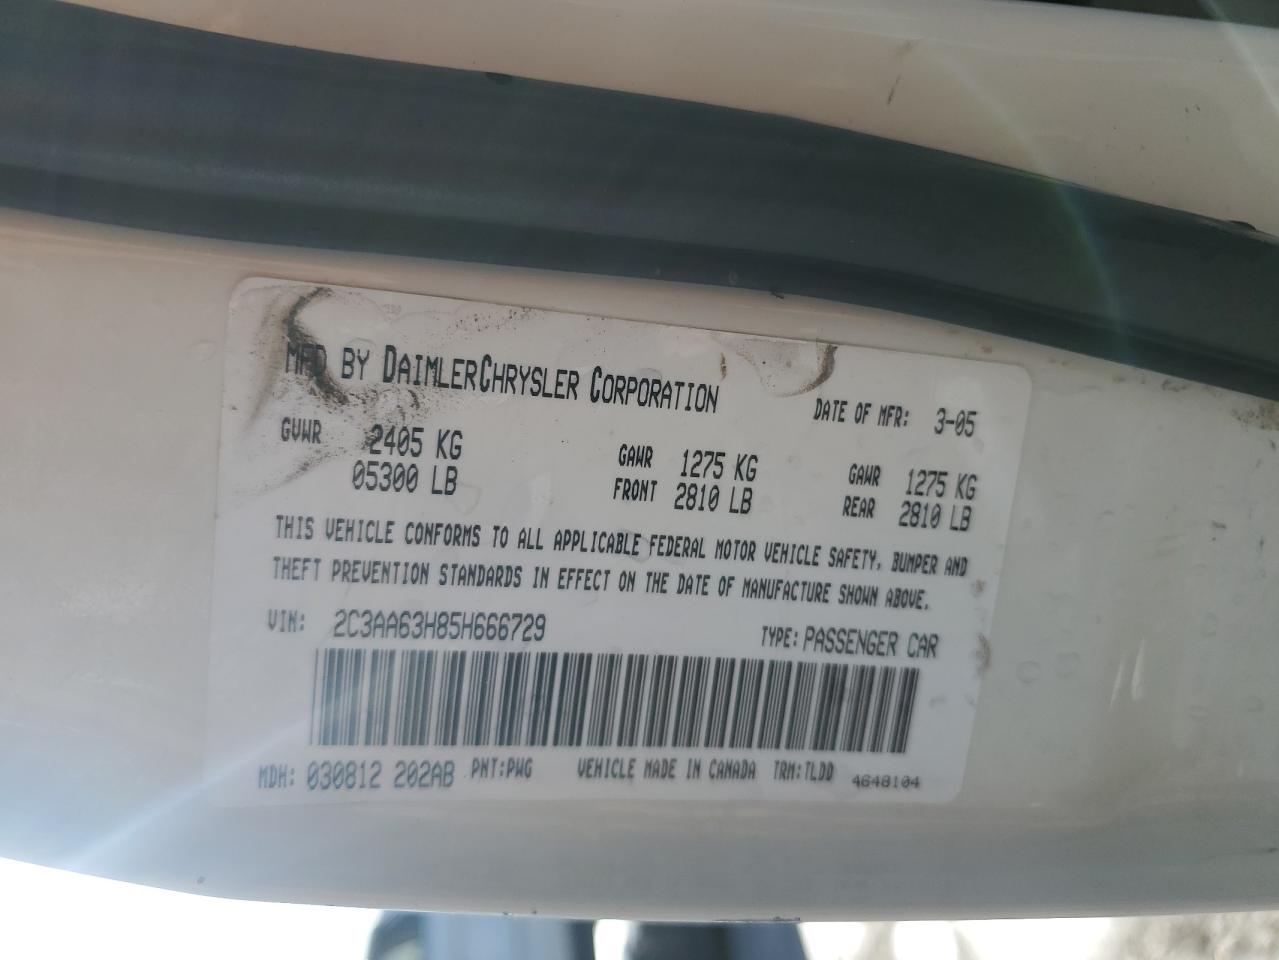 MFD BY DAIMLERCHRYSLER CORPORATION DATE OF MFR: 3-05
GVWR 2405 KG GAWR 1275 KG GAWR 1275 KG
05300 LB FRONT 2810 LB REAR 2810 LB
THIS VEHICLE CONFORMS TO ALL APPLICABLE FEDERAL MOTOR VEHICLE SAFETY, BUMPER AND
THEFT PREVENTION STANDARDS IN EFFECT ON THE DATE OF MANUFACTURE SHOWN ABOVE.
VIN: 2C3AA63H85H666729 TYPE: PASSENGER CAR
MDH: 030812 202AB PNT:PWG VEHICLE MADE IN CANADA TRM:TLDD 4648104